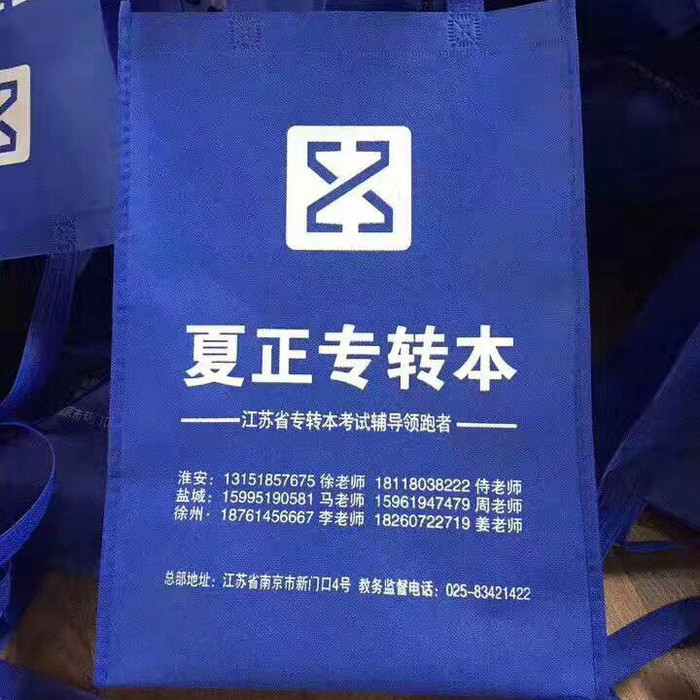 夏正专转本
江苏省专转本考试辅导领跑者
淮安：13151857675 徐老师 18118038222 侍老师
盐城：15995190581 马老师 15961947479 周老师
徐州：18761456667 李老师 18260722719 姜老师
总部地址：江苏省南京市新门口4号 教务监督电话：025-83421422